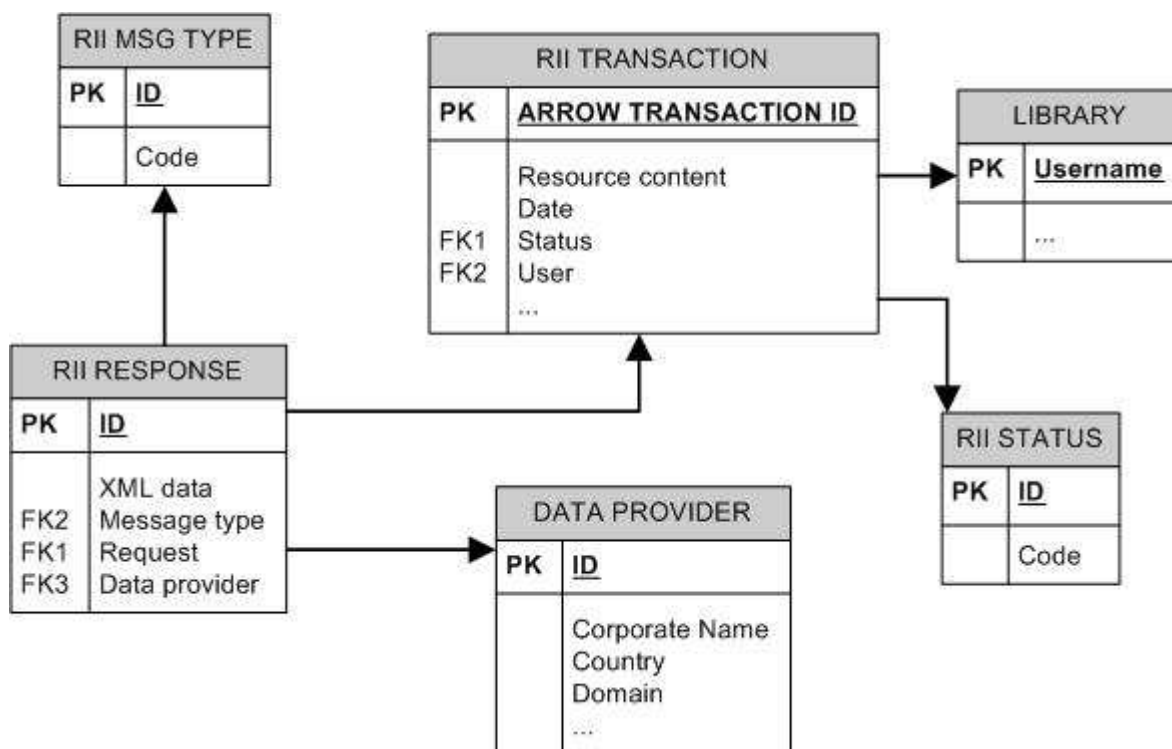 RII MSG TYPE
PK ID
Code
RII TRANSACTION
PK ARROW TRANSACTION ID
Resource content
Date
FK1 Status
FK2 User
...
LIBRARY
PK Username
...
RII RESPONSE
PK ID
XML data
FK2 Message type
FK1 Request
FK3 Data provider
DATA PROVIDER
PK ID
Corporate Name
Country
Domain
...
RII STATUS
PK ID
Code